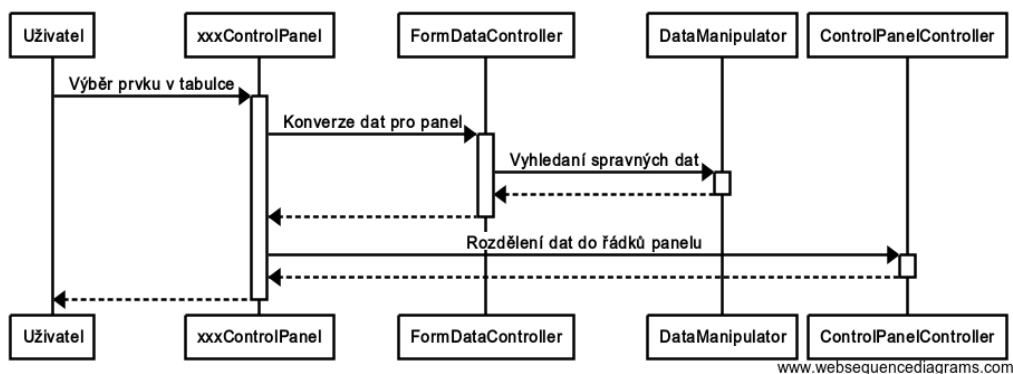 Uživatel
xxxControlPanel
FormDataController
DataManipulator
ControlPanelController
Výběr prvku v tabulce
Konverze dat pro panel
Vyhledaní spravných dat
Rozdělení dat do řádků panelu
Uživatel
xxxControlPanel
FormDataController
DataManipulator
ControlPanelController
www.websequencediagrams.com